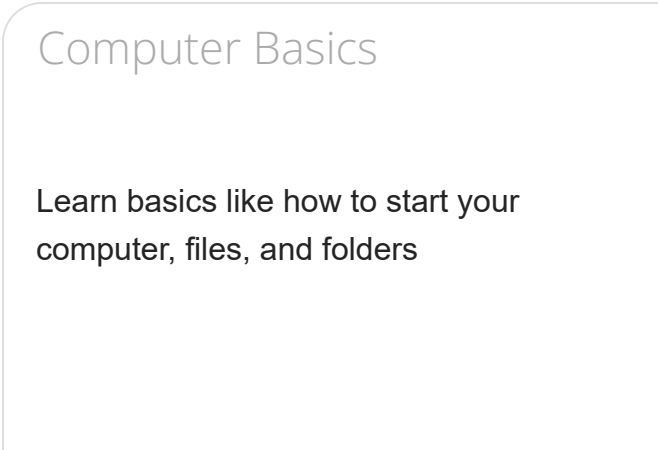 Computer Basics
Learn basics like how to start your
computer, files, and folders